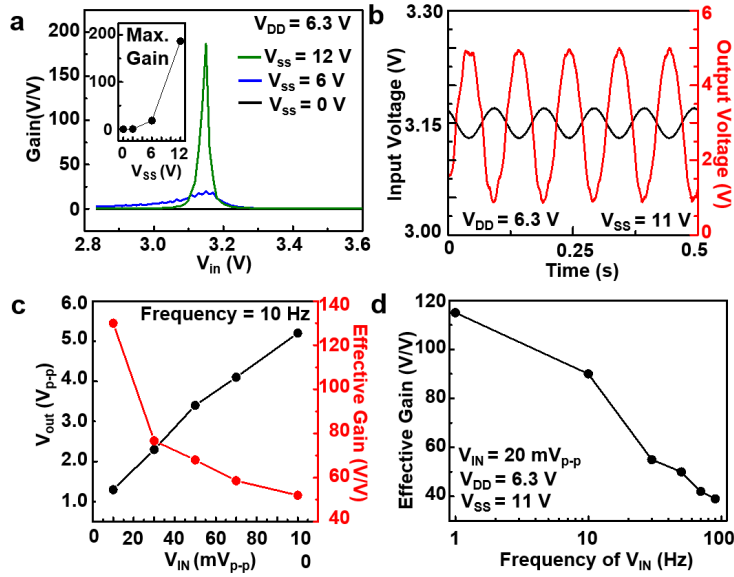 a
V_DD = 6.3 V
V_SS = 12 V
V_SS = 6 V
V_SS = 0 V
Max.
Gain
200
150
100
50
0
0 6 12
V_SS (V)
200
150
100
50
0
Gain(V/V)
2.8 3.0 3.2 3.4 3.6
V_in (V)
b
3.30
3.15
3.00
Input Voltage (V)
6
5
4
3
2
1
0
Output Voltage (V)
V_DD = 6.3 V V_SS = 11 V
0 0.25 0.5
Time (s)
c
Frequency = 10 Hz
6.0
5.0
4.0
3.0
2.0
1.0
V_out (V_p-p)
140
120
100
80
60
40
Effective Gain (V/V)
0 20 40 60 80 10
0
V_IN (mV_p-p)
d
120
100
80
60
40
Effective Gain (V/V)
V_IN = 20 mV_p-p
V_DD = 6.3 V
V_SS = 11 V
1 10 100
Frequency of V_IN (Hz)